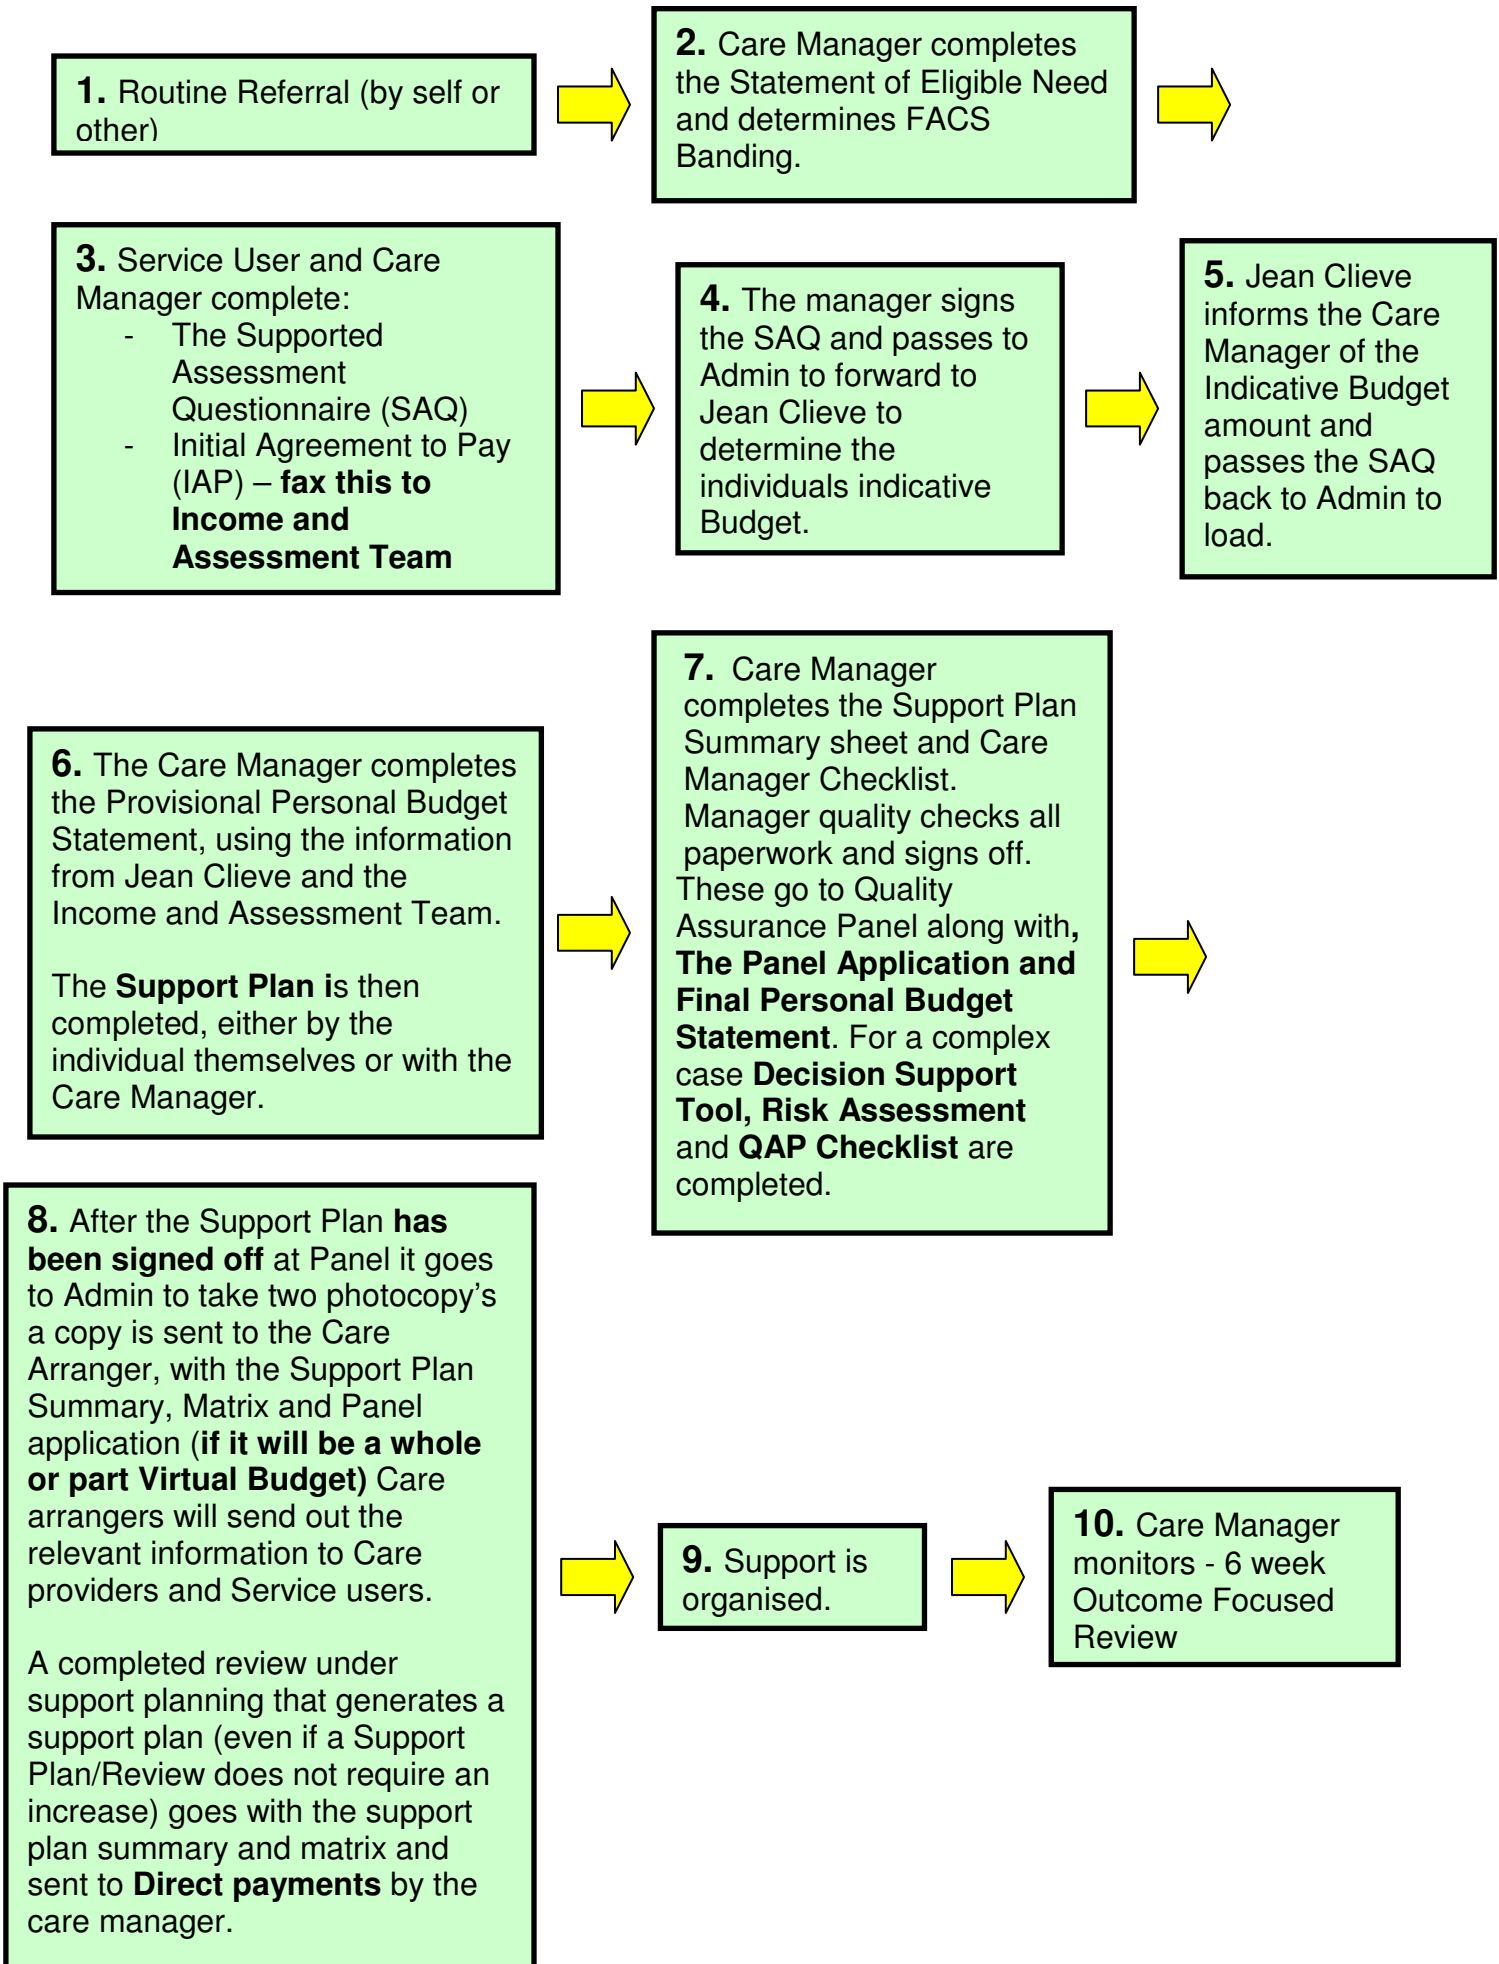 1. Routine Referral (by self or
other)
2. Care Manager completes
the Statement of Eligible Need
and determines FACS
Banding.
3. Service User and Care
Manager complete:
- The Supported
Assessment
Questionnaire (SAQ)
- Initial Agreement to Pay
(IAP) – fax this to
Income and
Assessment Team
4. The manager signs
the SAQ and passes to
Admin to forward to
Jean Clieve to
determine the
individuals indicative
Budget.
5. Jean Clieve
informs the Care
Manager of the
Indicative Budget
amount and
passes the SAQ
back to Admin to
load.
6. The Care Manager completes
the Provisional Personal Budget
Statement, using the information
from Jean Clieve and the
Income and Assessment Team.
The Support Plan is then
completed, either by the
individual themselves or with the
Care Manager.
7. Care Manager
completes the Support Plan
Summary sheet and Care
Manager Checklist.
Manager quality checks all
paperwork and signs off.
These go to Quality
Assurance Panel along with,
The Panel Application and
Final Personal Budget
Statement. For a complex
case Decision Support
Tool, Risk Assessment
and QAP Checklist are
completed.
8. After the Support Plan has
been signed off at Panel it goes
to Admin to take two photocopy’s
a copy is sent to the Care
Arranger, with the Support Plan
Summary, Matrix and Panel
application (if it will be a whole
or part Virtual Budget) Care
arrangers will send out the
relevant information to Care
providers and Service users.
A completed review under
support planning that generates a
support plan (even if a Support
Plan/Review does not require an
increase) goes with the support
plan summary and matrix and
sent to Direct payments by the
care manager.
9. Support is
organised.
10. Care Manager
monitors - 6 week
Outcome Focused
Review